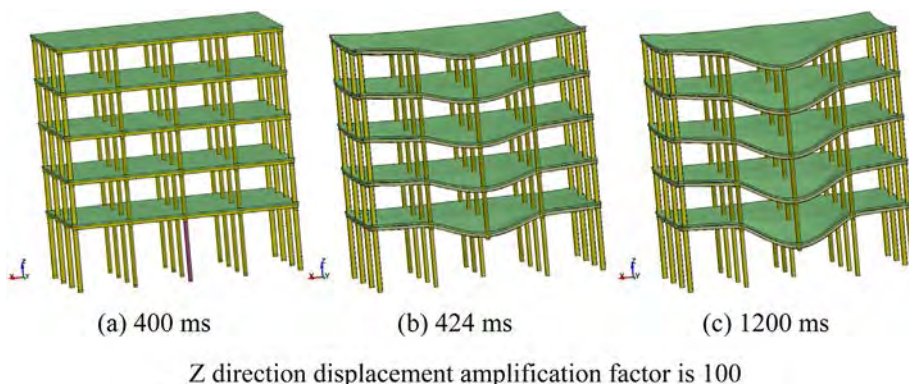 (a) 400 ms
(b) 424 ms
(c) 1200 ms
Z direction displacement amplification factor is 100